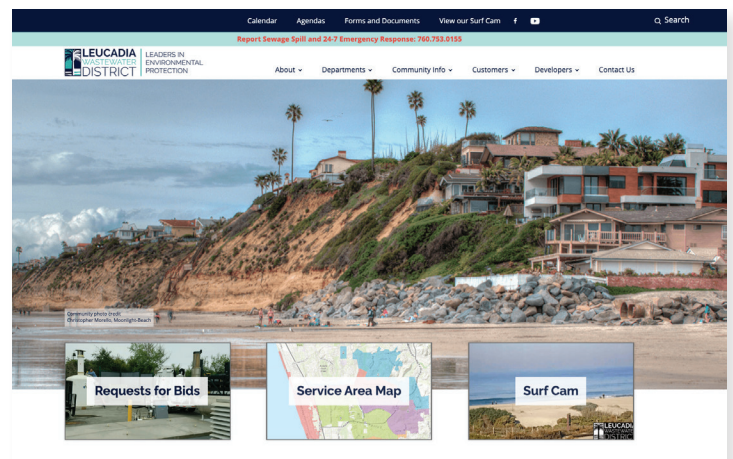 Calendar Agendas Forms and Documents View our Surf Cam f Search
Report Sewage Spill and 24-7 Emergency Response: 760.753.0155
LEUCADIA
WASTEWATER
DISTRICT
LEADERS IN
ENVIRONMENTAL
PROTECTION
About Departments Community Info Customers Developers Contact Us
Community photo credit
Christopher Morello, Moonlight-Beach
Requests for Bids
Service Area Map
Surf Cam
LEUCADIA
WASTEWATER
DISTRICT